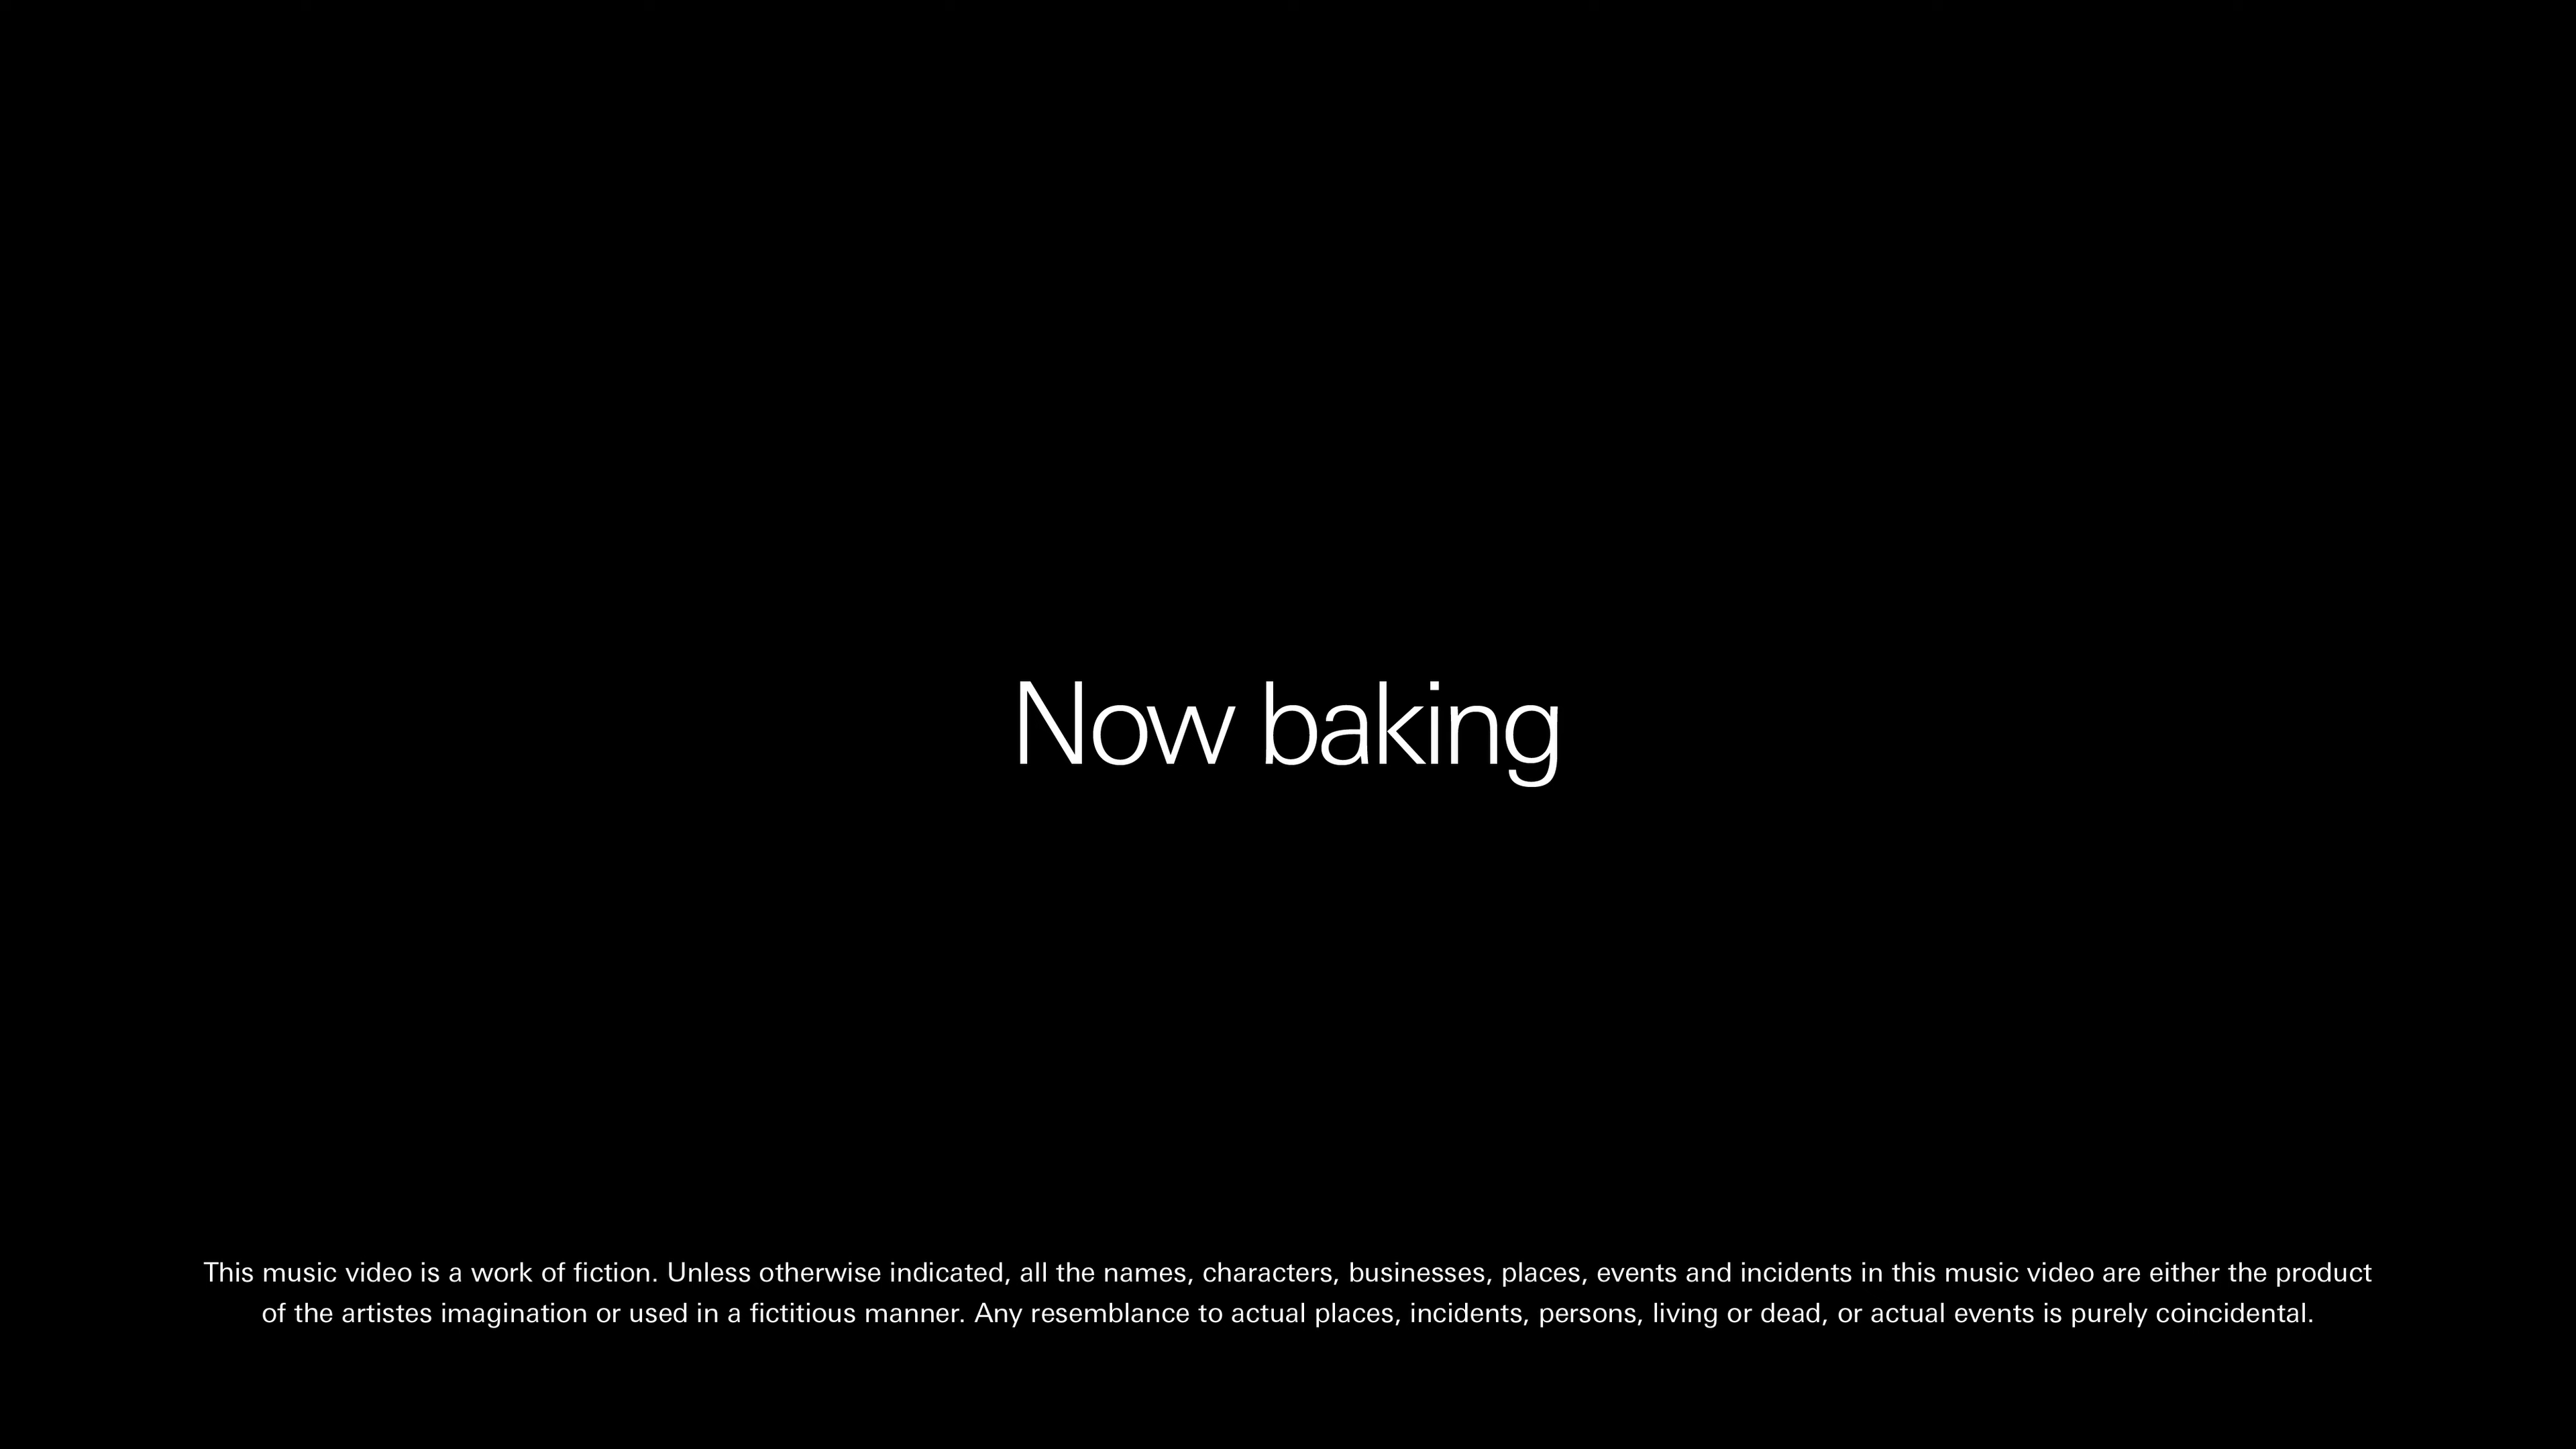 Now baking
This music video is a work of fiction. Unless otherwise indicated, all the names, characters, businesses, places, events and incidents in this music video are either the product
of the artistes imagination or used in a fictitious manner. Any resemblance to actual places, incidents, persons, living or dead, or actual events is purely coincidental.